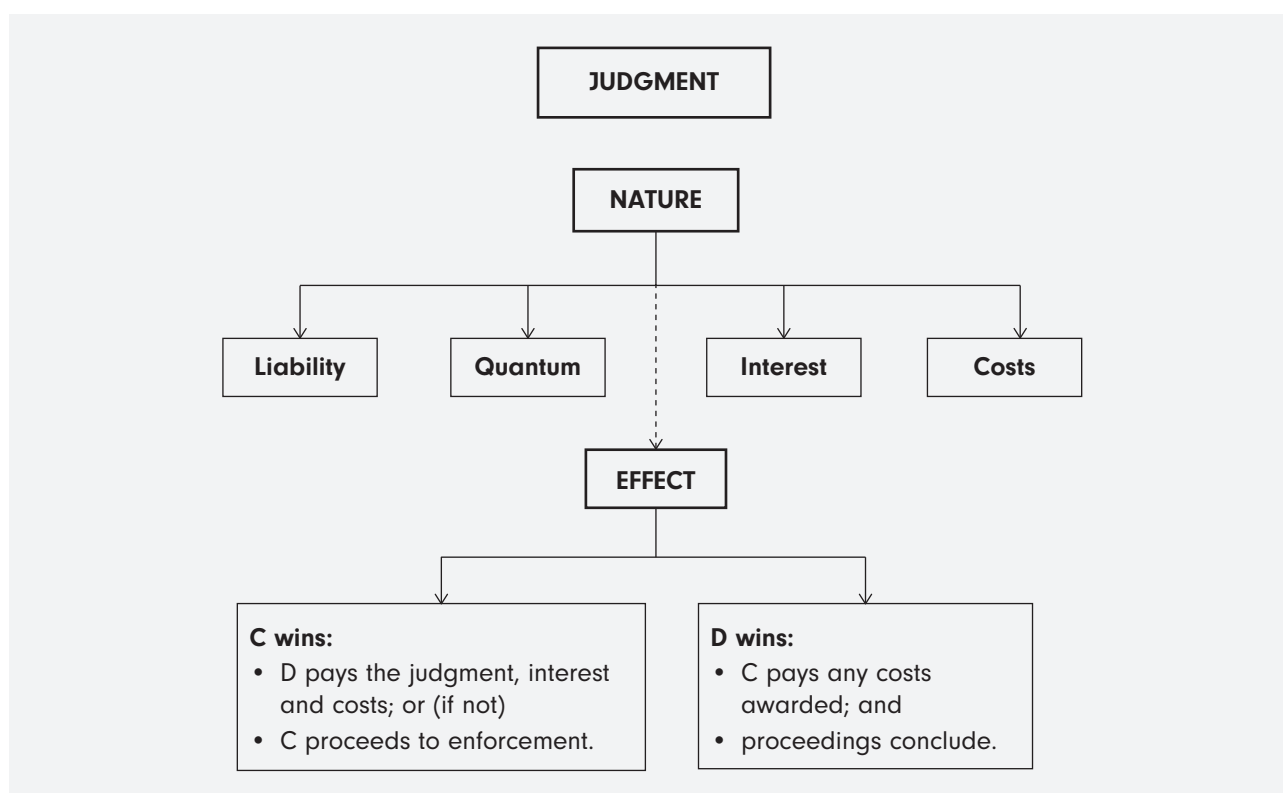 JUDGMENT
NATURE
Liability
Quantum
Interest
Costs
EFFECT
C wins:
• D pays the judgment, interest
and costs; or (if not)
• C proceeds to enforcement.
D wins:
• C pays any costs
awarded; and
• proceedings conclude.